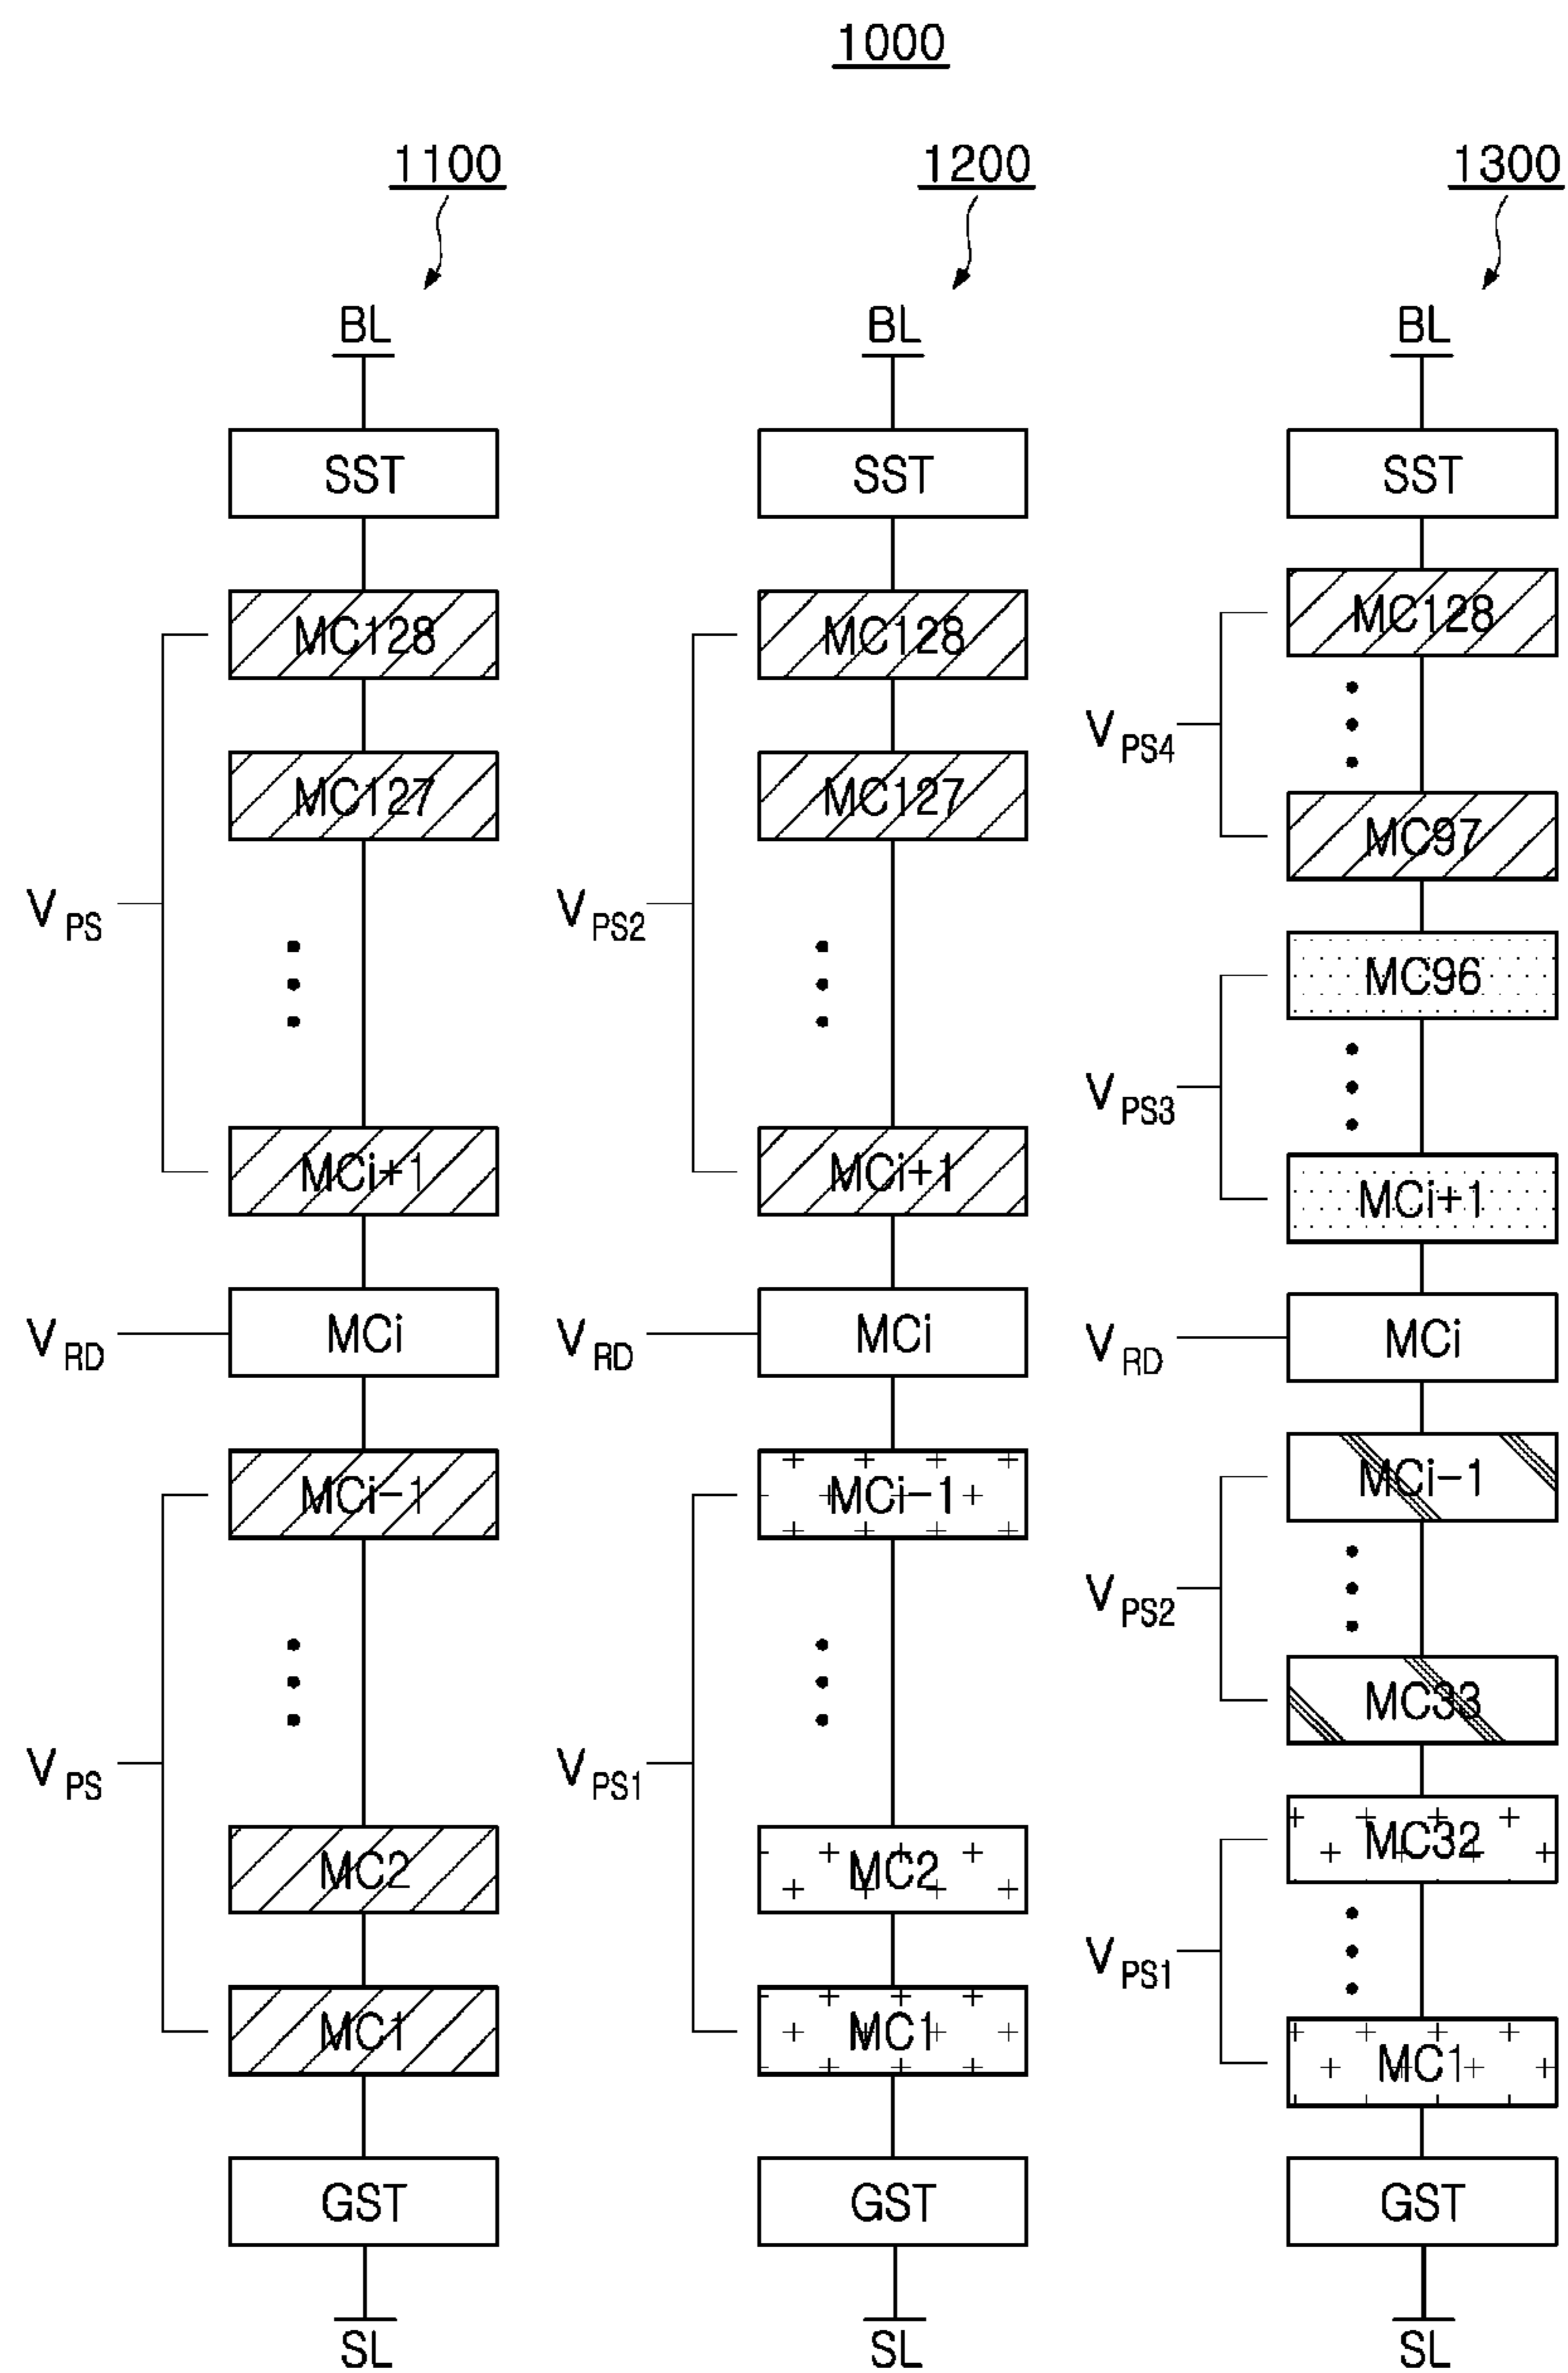 1000
1100
BL
SST
MC128
MC127
VPS
MCi+1
VRD
MCi
MCi-1
VPS
MC2
MC1
GST
SL
1200
BL
SST
MC128
MC127
VPS2
MCi+1
VRD
MCi
MCi-1
VPS1
MC2
MC1
GST
SL
1300
BL
SST
MC128
VPS4
MC97
MC96
VPS3
MCi+1
VRD
MCi
MCi-1
VPS2
MC33
MC32
VPS1
MC1
GST
SL